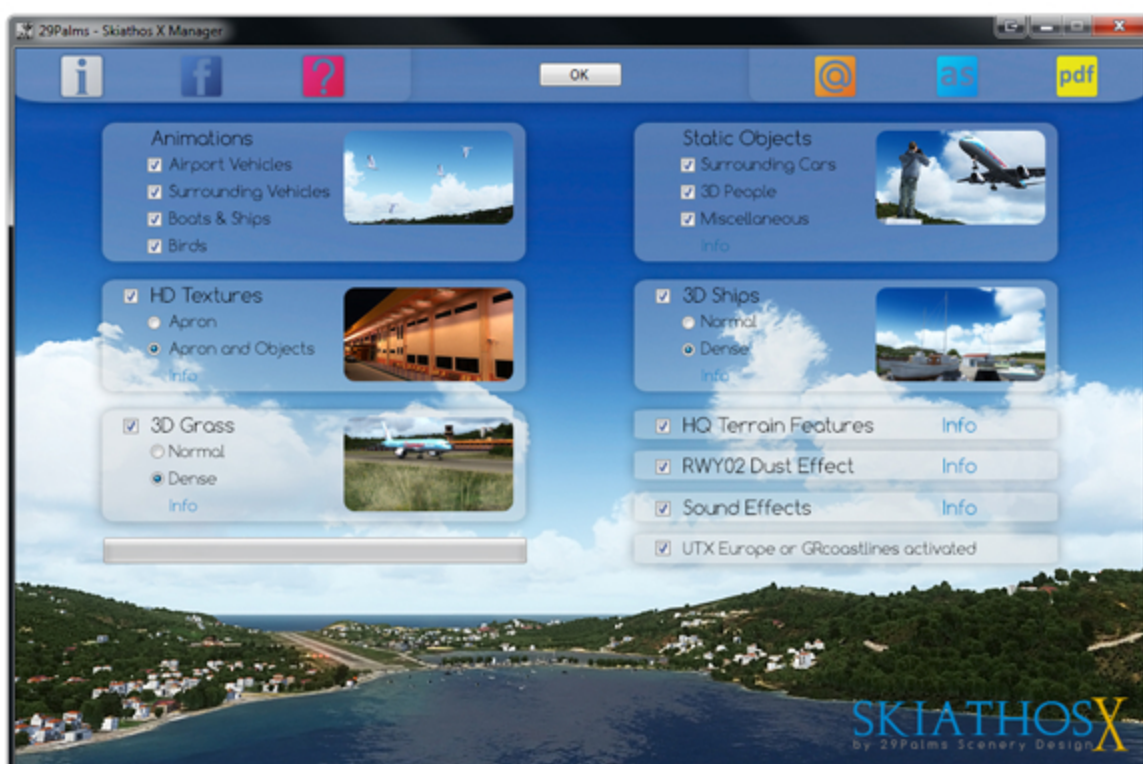 29Palms - Skiathos X Manager
i
f
?
OK
@
as
pdf
Animations
Airport Vehicles
Surrounding Vehicles
Boats & Ships
Birds
Static Objects
Surrounding Cars
3D People
Miscellaneous
Info
HD Textures
Apron
Apron and Objects
Info
3D Ships
Normal
Dense
Info
3D Grass
Normal
Dense
Info
HQ Terrain Features Info
RWY02 Dust Effect Info
Sound Effects Info
UTX Europe or GRcoastlines activated
SKIATHOSX
by 29Palms Scenery Design